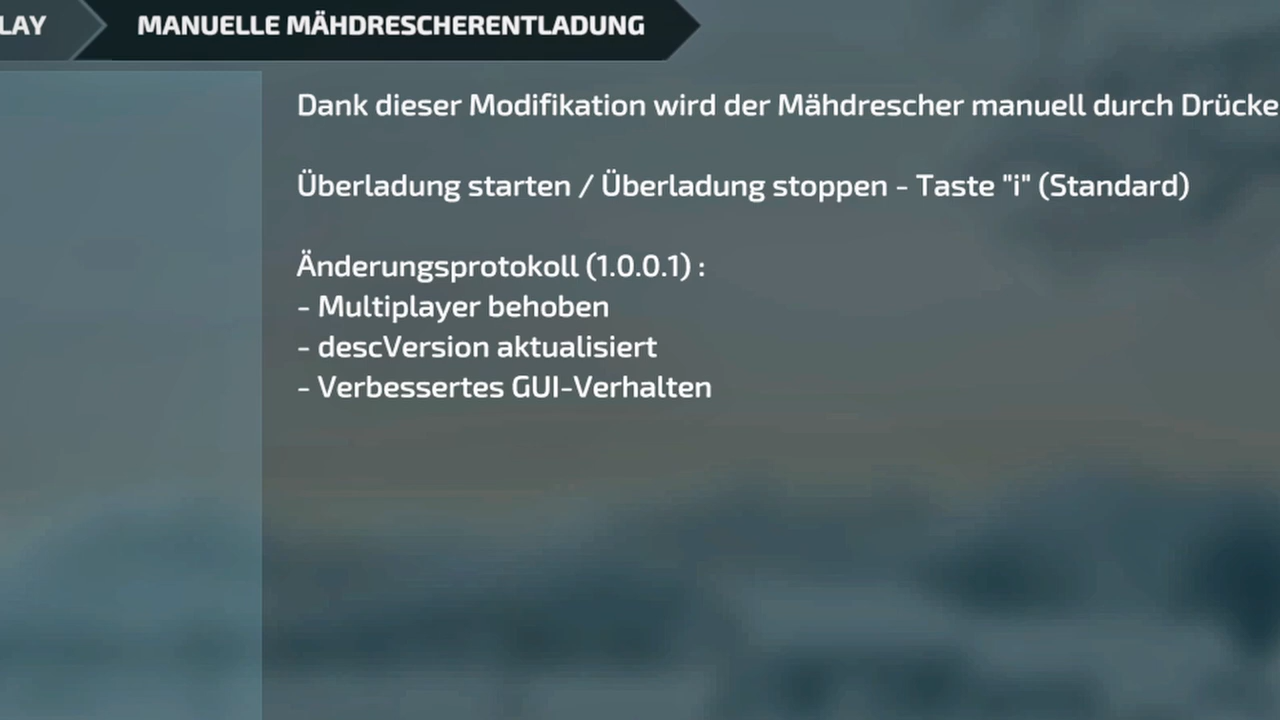 LAY
MANUELLE MÄHDRESCHERENTLADUNG
Dank dieser Modifikation wird der Mähdrescher manuell durch Drücke
Überladung starten / Überladung stoppen - Taste "i" (Standard)
Änderungsprotokoll (1.0.0.1) :
- Multiplayer behoben
- descVersion aktualisiert
- Verbessertes GUI-Verhalten